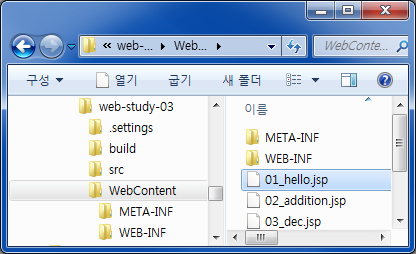 « web-... ▸ Web... ▸
WebConte...
구성 열기 굽기 새 폴더
web-study-03
.settings
build
src
WebContent
META-INF
WEB-INF
이름
META-INF
WEB-INF
01_hello.jsp
02_addition.jsp
03_dec.jsp